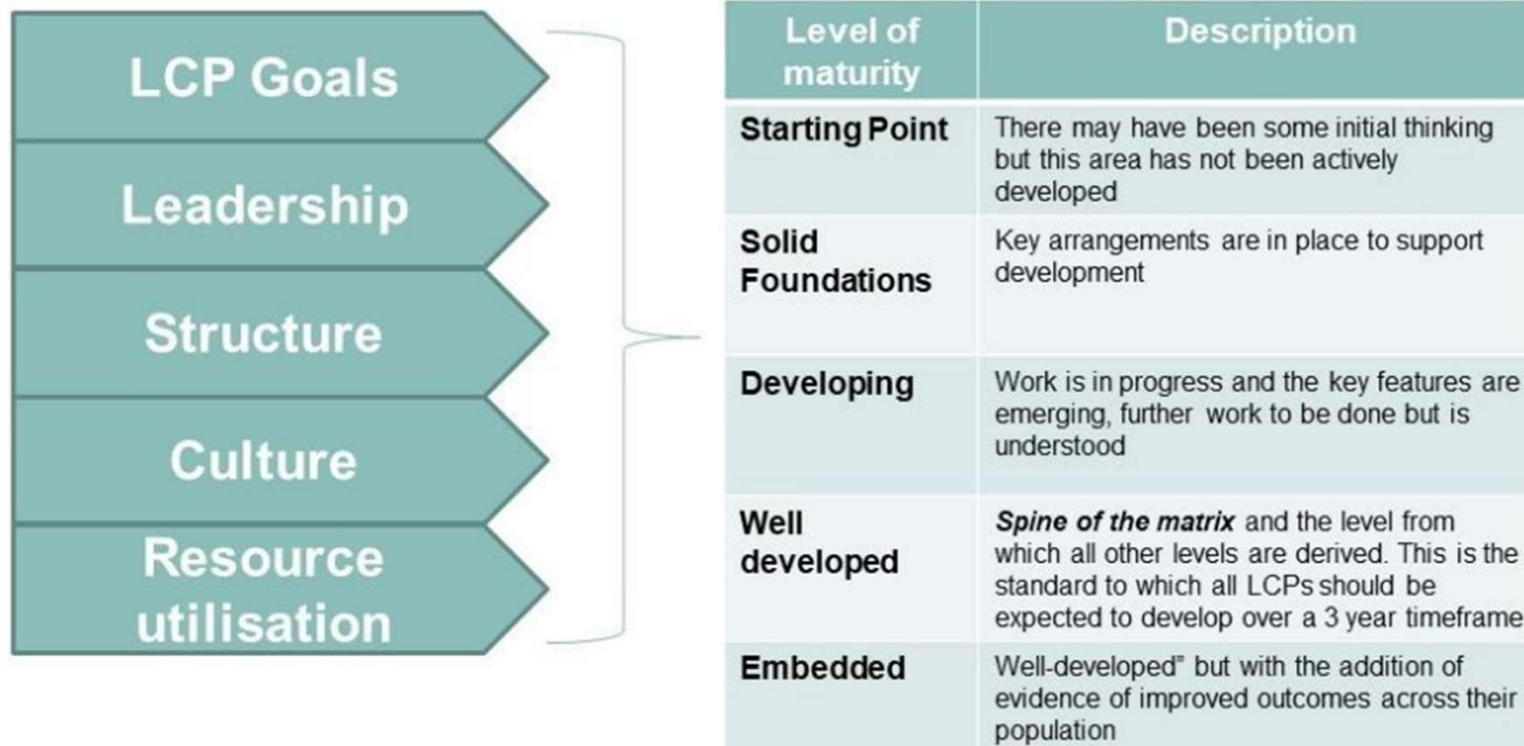 LCP Goals
Leadership
Structure
Culture
Resource
utilisation
Level of
maturity
Description
Starting Point
There may have been some initial thinking
but this area has not been actively
developed
Solid
Foundations
Key arrangements are in place to support
development
Developing
Work is in progress and the key features are
emerging, further work to be done but is
understood
Well
developed
Spine of the matrix and the level from
which all other levels are derived. This is the
standard to which all LCPs should be
expected to develop over a 3 year timeframe
Embedded
Well-developed" but with the addition of
evidence of improved outcomes across their
population